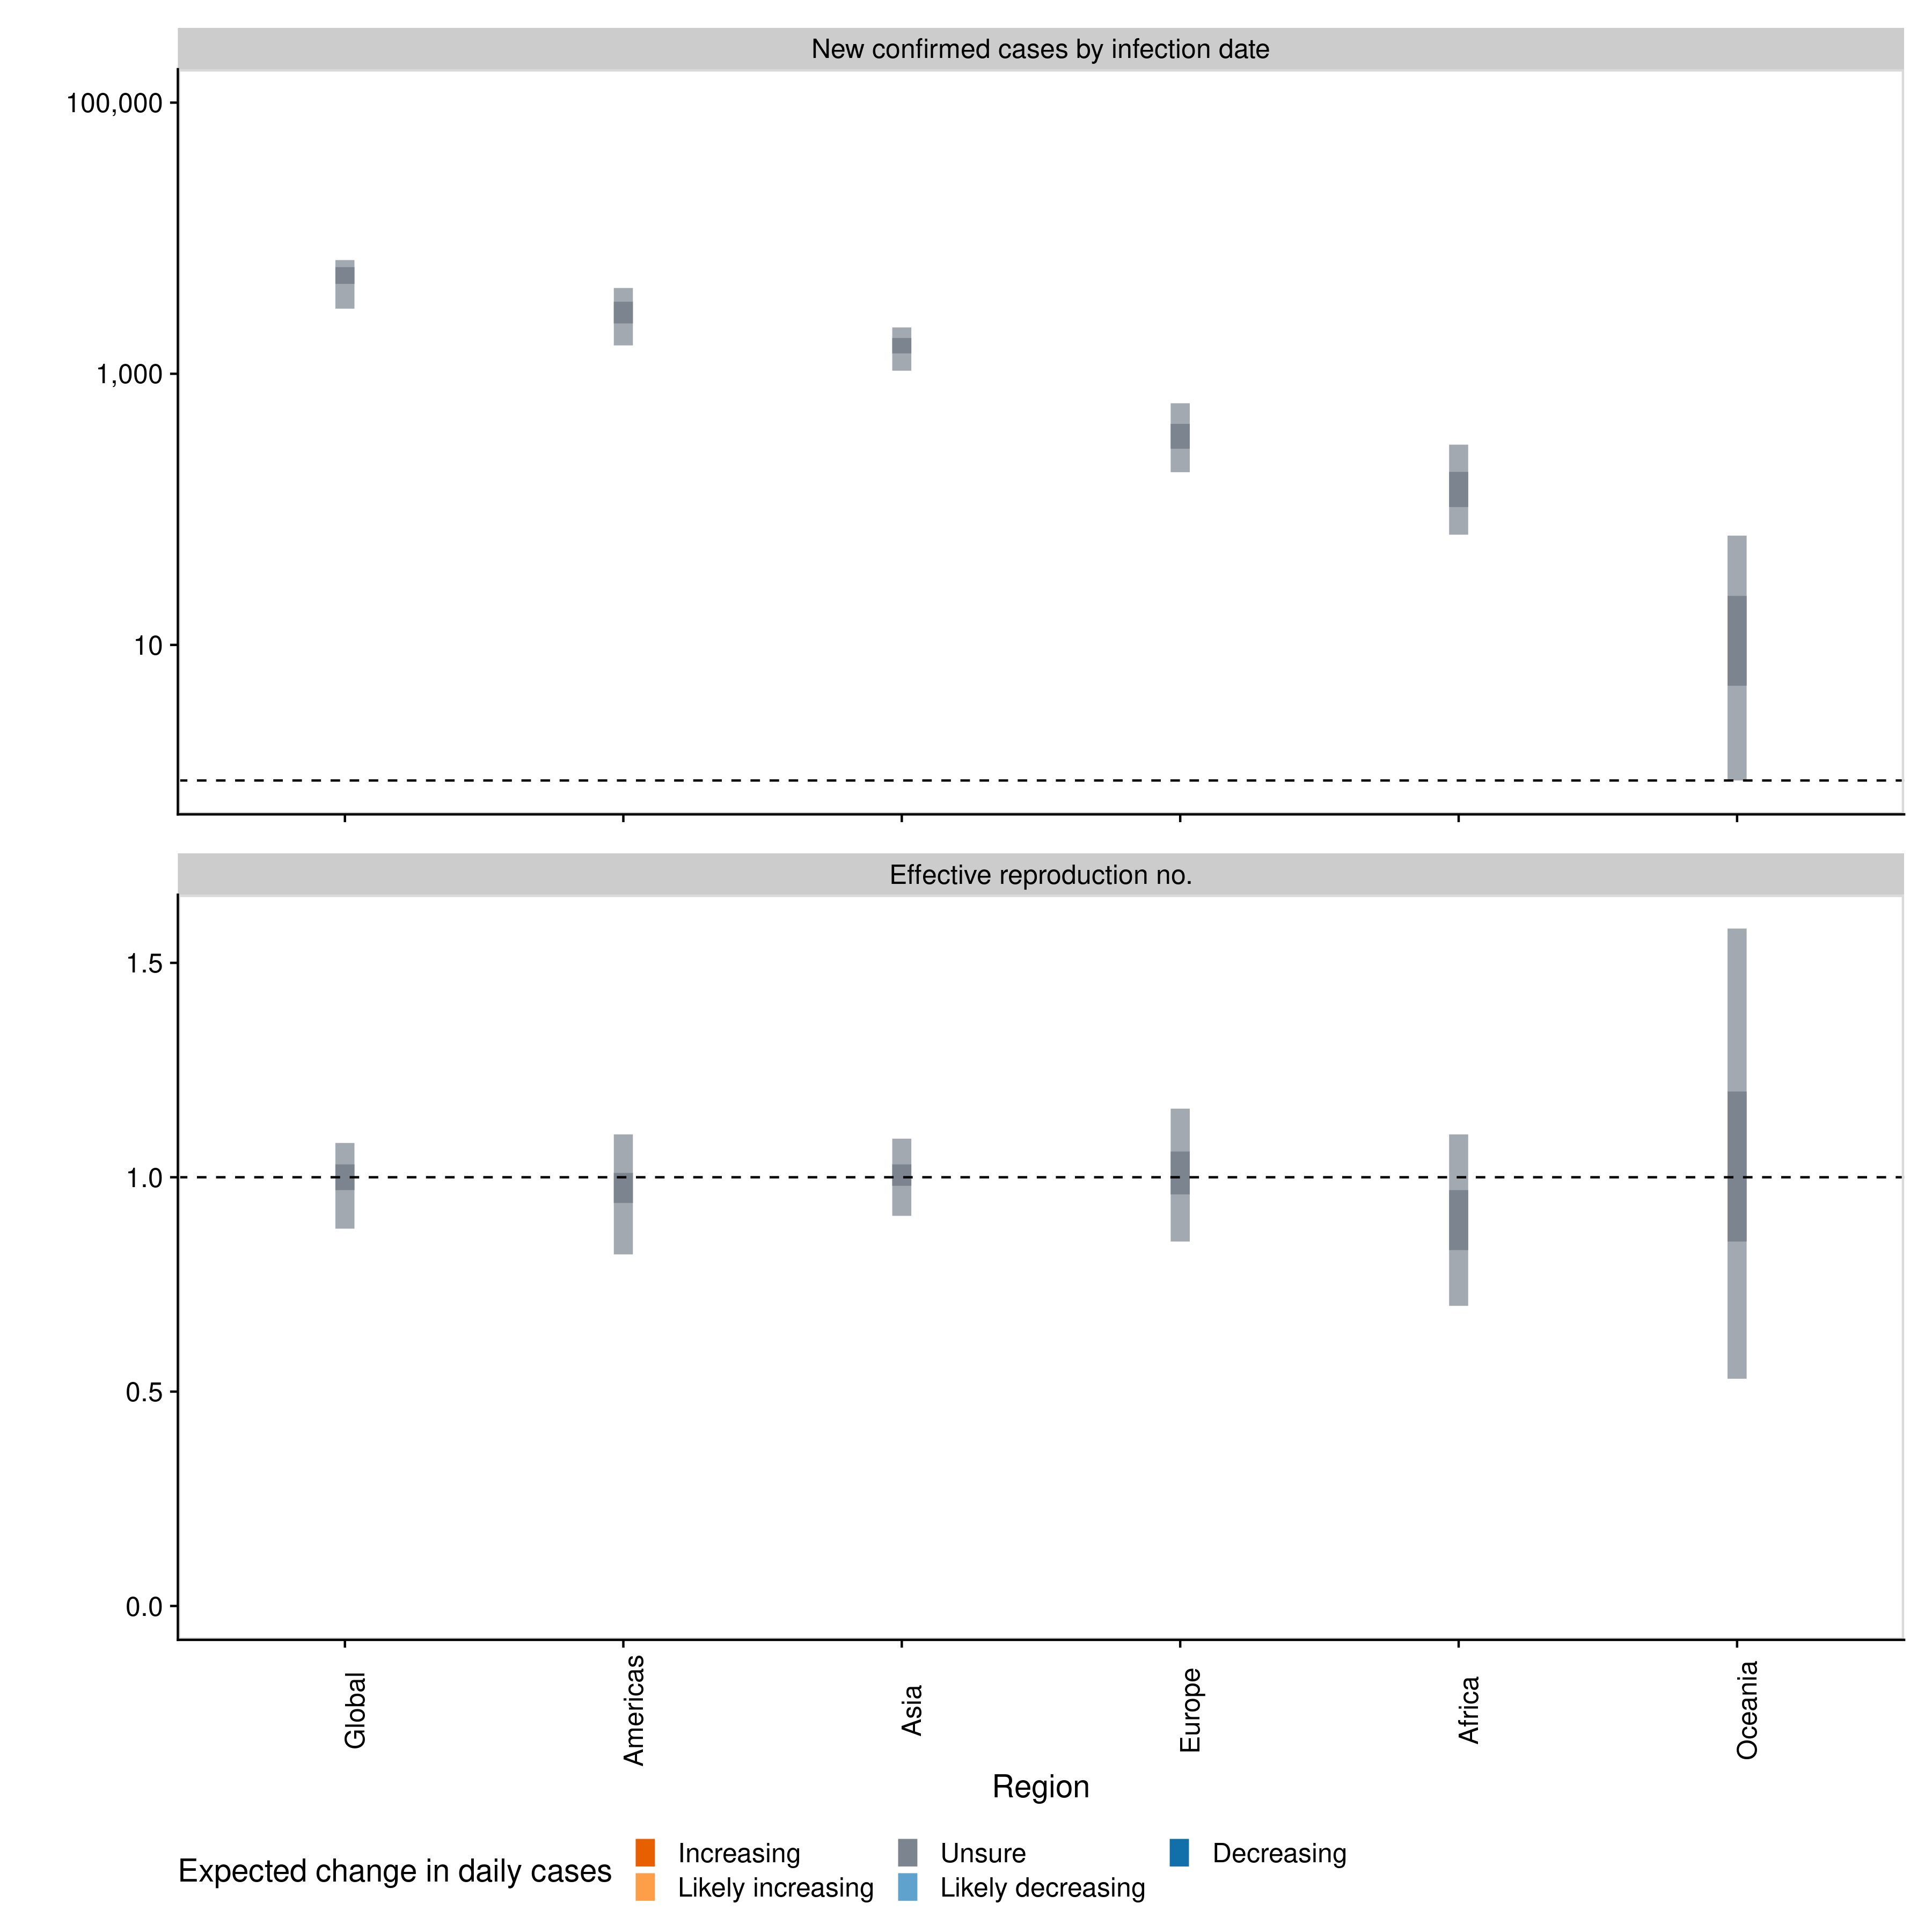 New confirmed cases by infection date
100,000
1,000
10
Effective reproduction no.
1.5
1.0
0.5
0.0
Global
Americas
Asia
Europe
Africa
Oceania
Region
Expected change in daily cases
Increasing
Likely increasing
Unsure
Likely decreasing
Decreasing